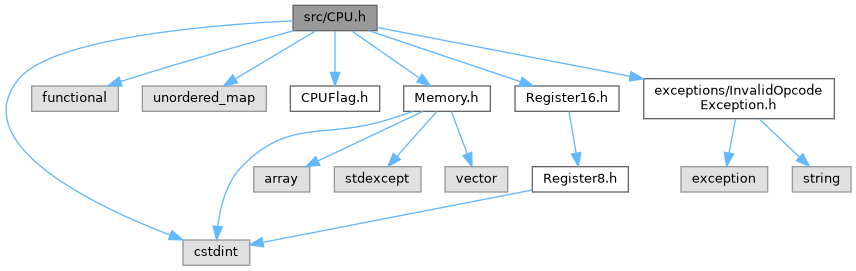 src/CPU.h
functional
unordered_map
CPUFlag.h
Memory.h
Register16.h
exceptions/InvalidOpcode
Exception.h
array
stdexcept
vector
Register8.h
exception
string
cstdint